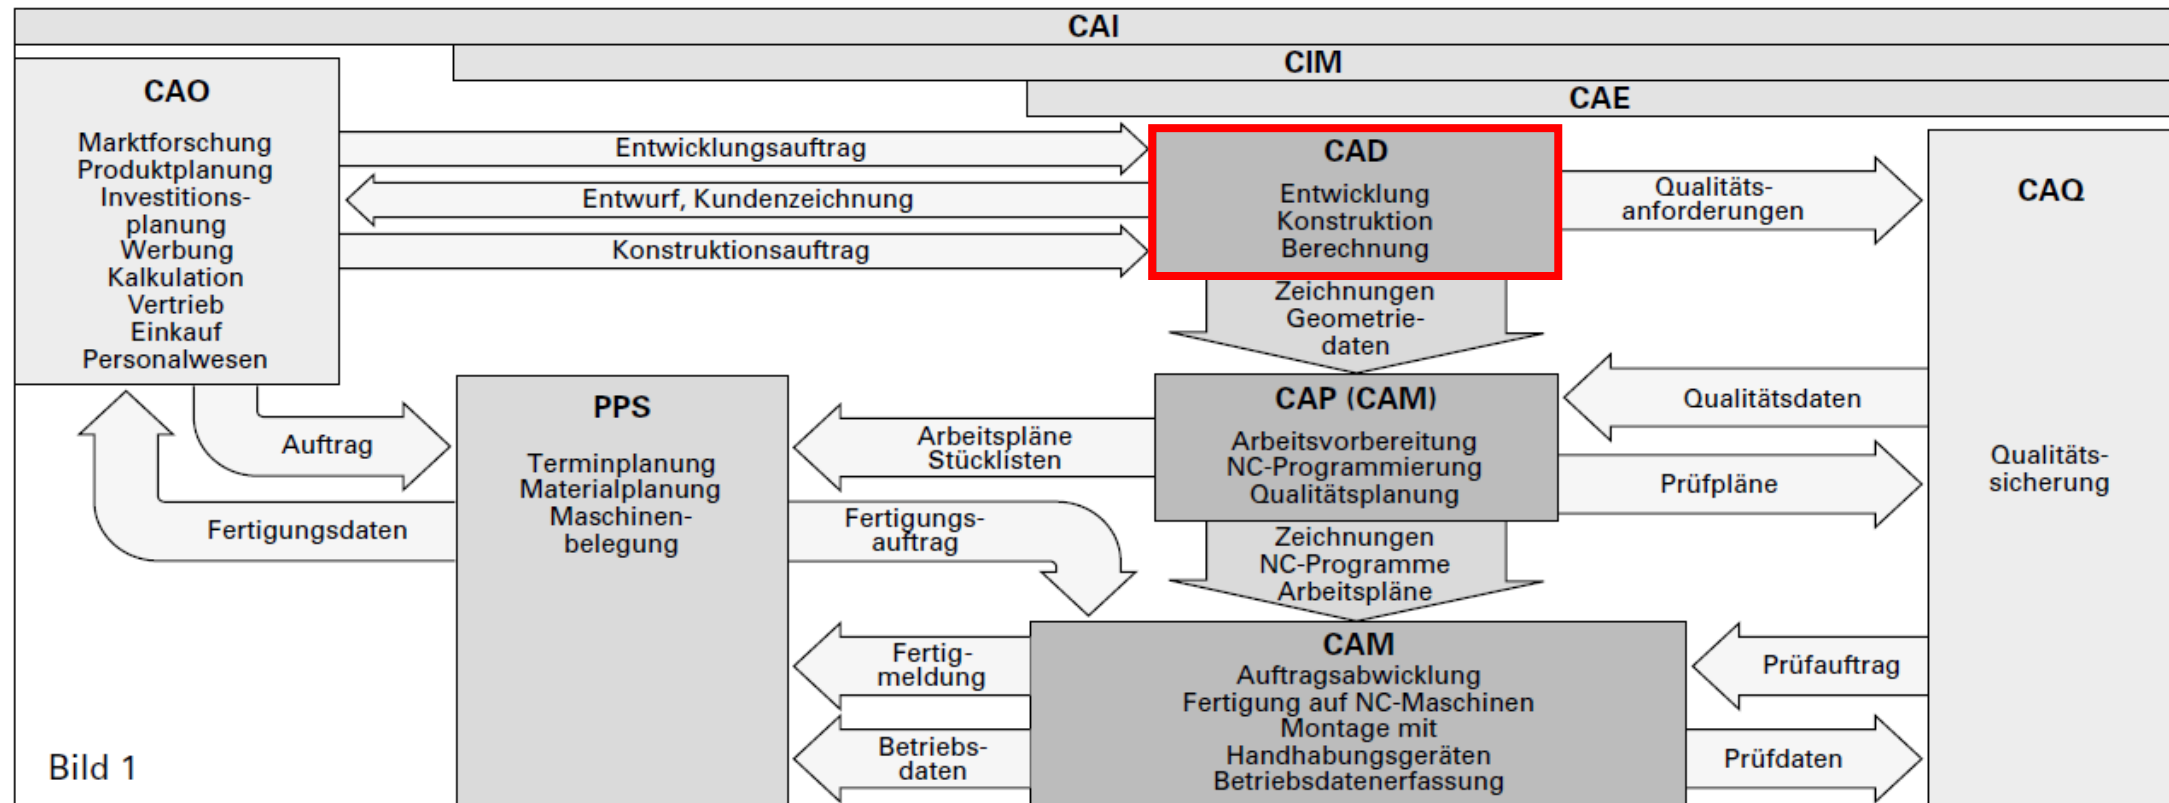 CAI
CIM
CAE
CAO
Marktforschung
Produktplanung
Investitions-
planung
Werbung
Kalkulation
Vertrieb
Einkauf
Personalwesen
Entwicklungsauftrag
Entwurf, Kundenzeichnung
Konstruktionsauftrag
CAD
Entwicklung
Konstruktion
Berechnung
Qualitäts-
anforderungen
CAQ
Qualitäts-
sicherung
Zeichnungen
Geometrie-
daten
Auftrag
Fertigungsdaten
PPS
Terminplanung
Materialplanung
Maschinen-
belegung
Arbeitspläne
Stücklisten
Fertigungs-
auftrag
CAP (CAM)
Arbeitsvorbereitung
NC-Programmierung
Qualitätsplanung
Qualitätsdaten
Prüfpläne
Zeichnungen
NC-Programme
Arbeitspläne
Fertig-
meldung
Betriebs-
daten
CAM
Auftragsabwicklung
Fertigung auf NC-Maschinen
Montage mit
Handhabungsgeräten
Betriebsdatenerfassung
Prüfauftrag
Prüfdaten
Bild 1